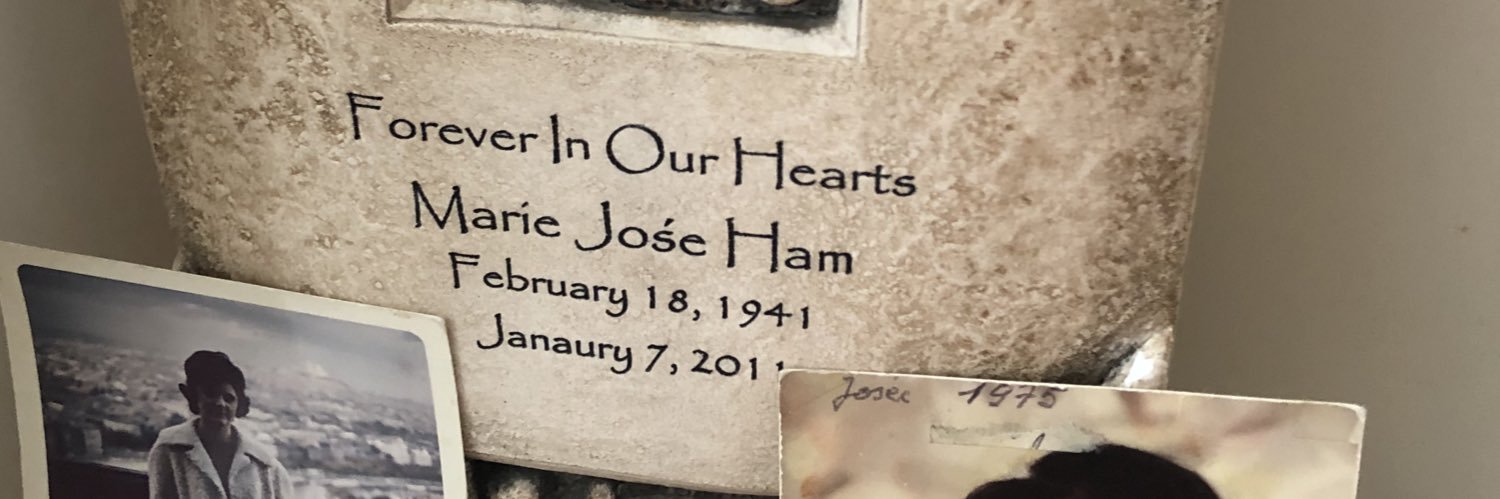 Forever In Our Hearts
Marie Jośe Ham
February 18, 1941
Janaury 7, 2011
Josée 1975